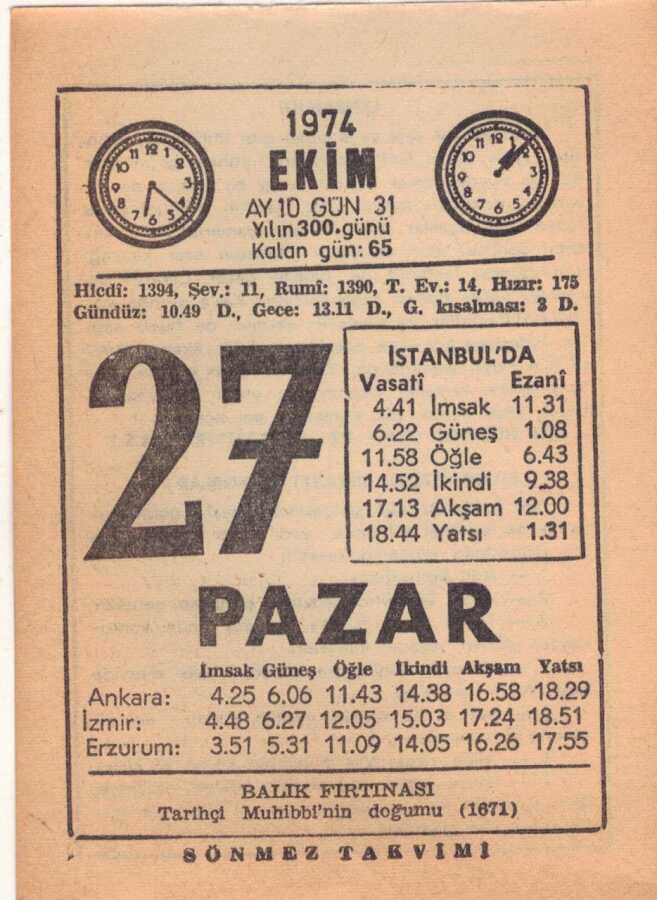 1974
EKİM
AY 10 GÜN 31
Yılın 300.günü
Kalan gün: 65
Hicdî: 1394, Şev.: 11, Rumî: 1390, T. Ev.: 14, Hızır: 175
Gündüz: 10.49 D., Gece: 13.11 D., G. kısalması: 3 D.
27
İSTANBUL'DA
Vasatî Ezanî
4.41 İmsak 11.31
6.22 Güneş 1.08
11.58 Öğle 6.43
14.52 İkindi 9.38
17.13 Akşam 12.00
18.44 Yatsı 1.31
PAZAR
İmsak Güneş Öğle İkindi Akşam Yatsı
Ankara: 4.25 6.06 11.43 14.38 16.58 18.29
İzmir: 4.48 6.27 12.05 15.03 17.24 18.51
Erzurum: 3.51 5.31 11.09 14.05 16.26 17.55
BALIK FIRTINASI
Tarihçi Muhibbi'nin doğumu (1671)
SÖNMEZ TAKVİMİ